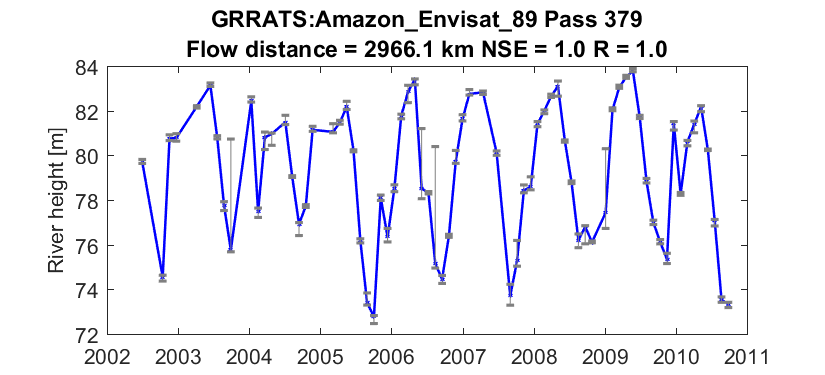 GRRATS:Amazon_Envisat_89 Pass 379
Flow distance = 2966.1 km NSE = 1.0 R = 1.0
River height [m]
84
82
80
78
76
74
72
2002 2003 2004 2005 2006 2007 2008 2009 2010 2011